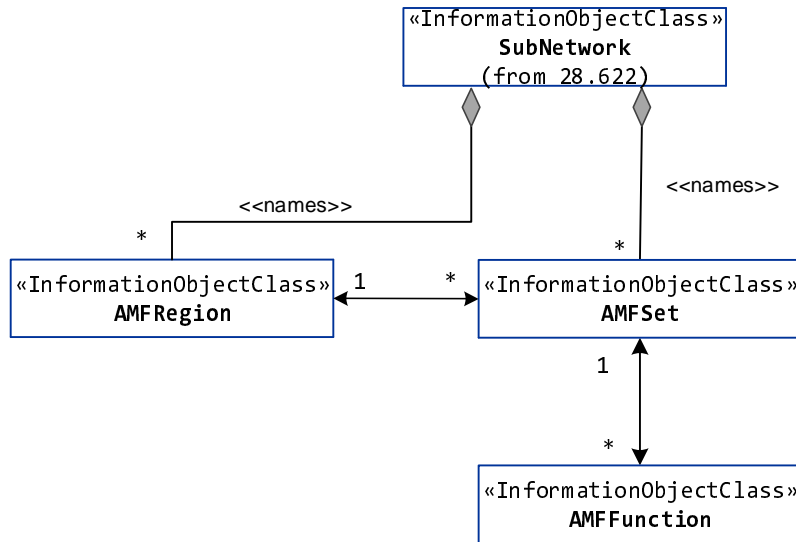 «InformationObjectClass»
SubNetwork
(from 28.622)
<<names>>
<<names>>
*
*
«InformationObjectClass»
AMFRegion
1
*
«InformationObjectClass»
AMFSet
1
*
«InformationObjectClass»
AMFFunction